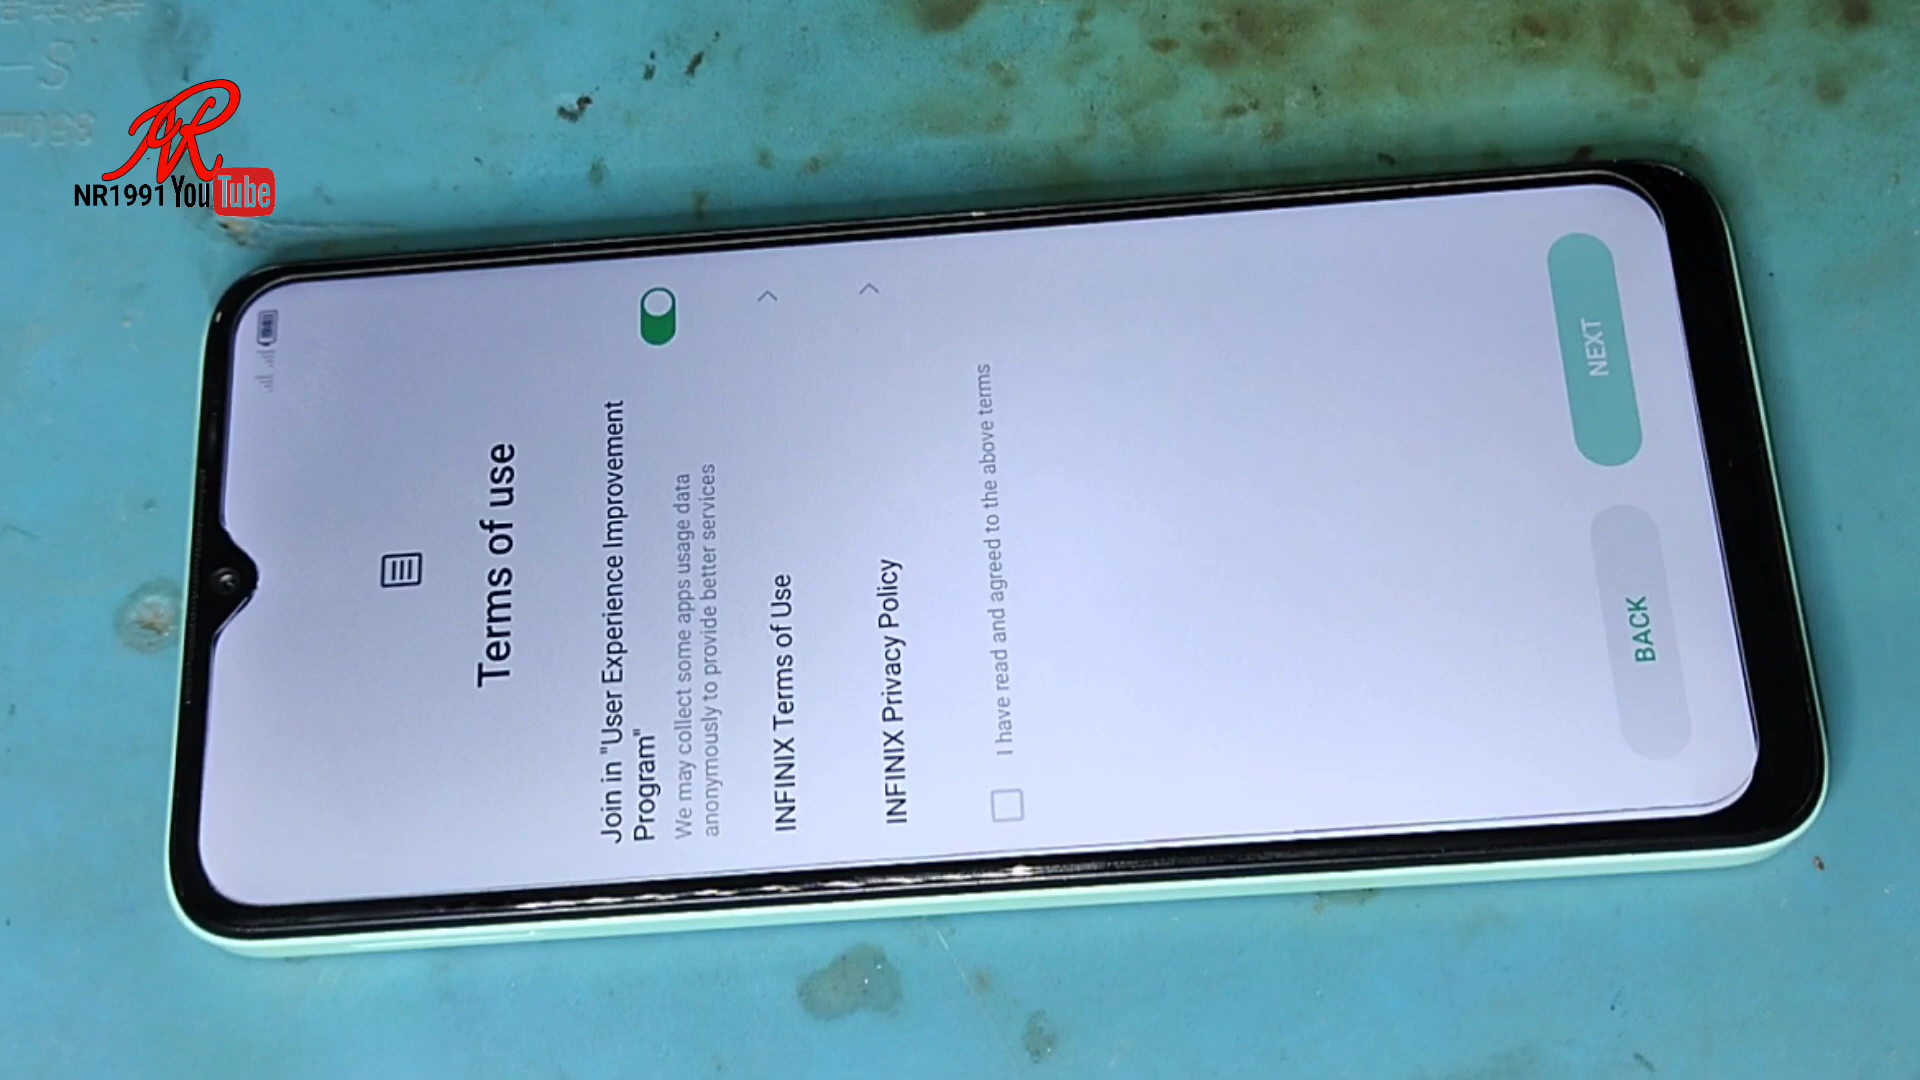 NR1991 YouTube
Terms of use
Join in "User Experience Improvement
Program"
We may collect some apps usage data
anonymously to provide better services
INFINIX Terms of Use
INFINIX Privacy Policy
I have read and agreed to the above terms
BACK
NEXT